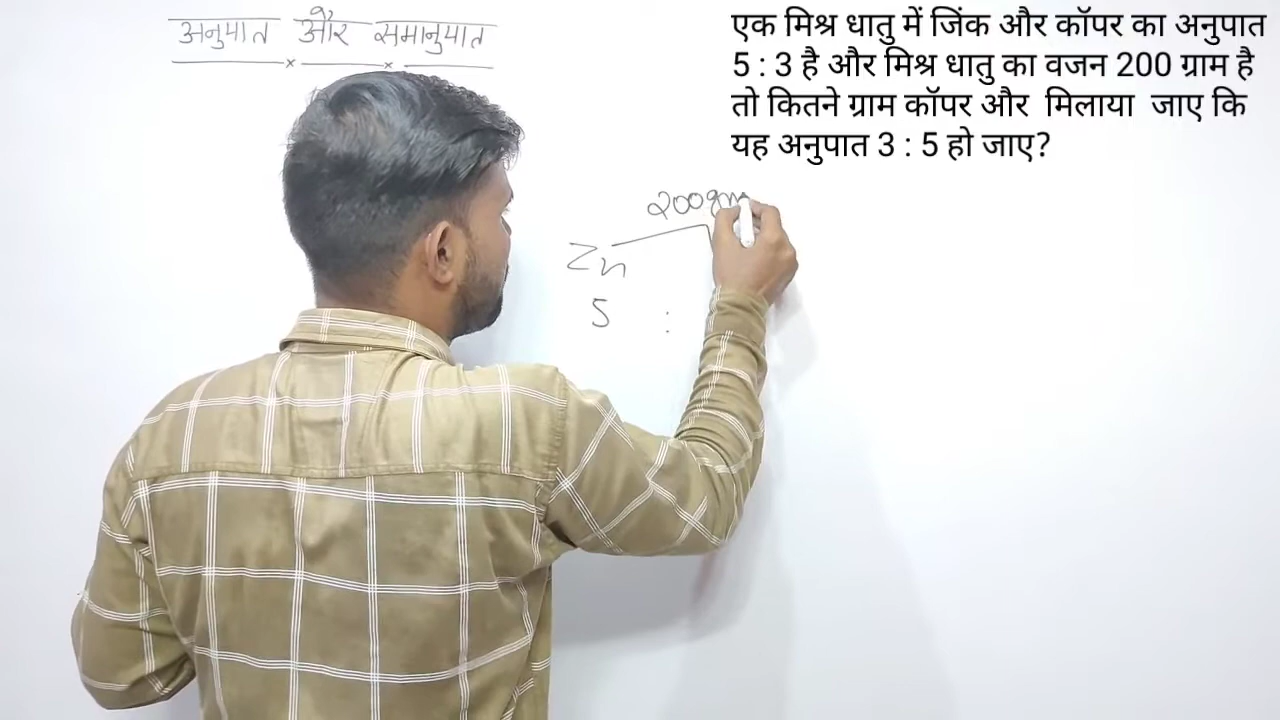 अनुपात और समानुपात
एक मिश्र धातु में जिंक और कॉपर का अनुपात
5 : 3 है और मिश्र धातु का वजन 200 ग्राम है
तो कितने ग्राम कॉपर और मिलाया जाए कि
यह अनुपात 3 : 5 हो जाए?
200gm
Zn
5 :